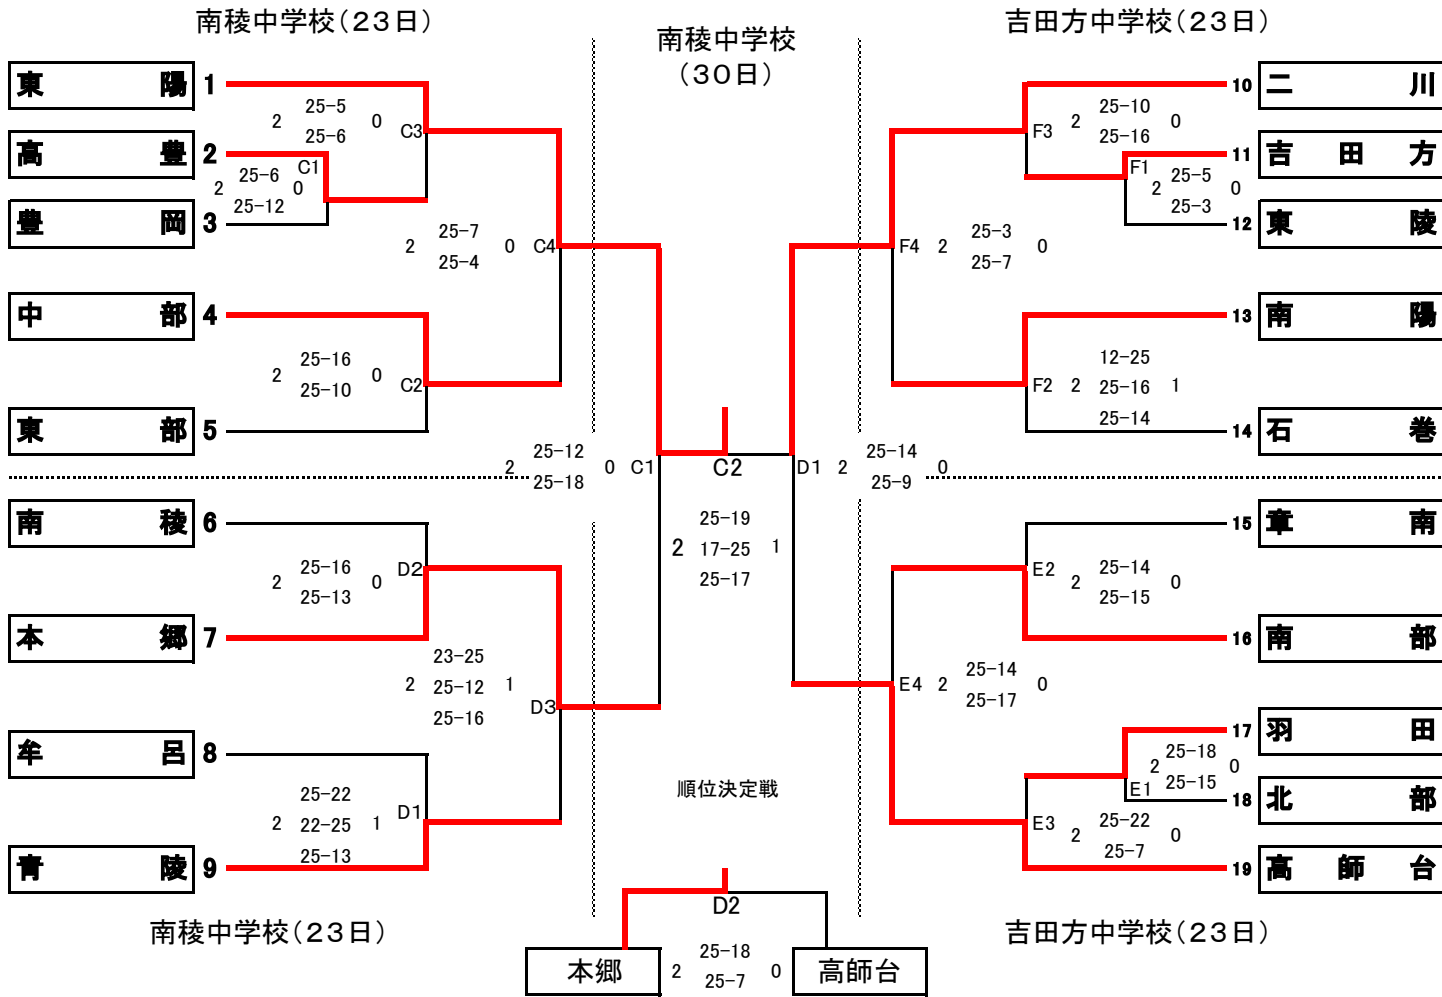 南稜中学校（２３日）
南稜中学校
（３０日）
吉田方中学校（２３日）
東陽 1
25-5
2 0 C3
25-6
高豊 2
C1
25-6
2 0
25-12
豊岡 3
25-7
2 0 C4
25-4
中部 4
25-16
2 0 C2
25-10
東部 5
25-12
2 0 C1
25-18
南稜 6
25-16
2 0 D2
25-13
本郷 7
23-25
2 25-12 1 D3
25-16
牟呂 8
25-22
2 22-25 1 D1
25-13
青陵 9
南稜中学校（２３日）
C2
25-19
2 17-25 1
25-17
順位決定戦
D2
本郷 高師台
25-18
2 0
25-7
10 二川
25-10
F3 2 0
25-16
11 吉田方
F1
25-5
2 0
25-3
12 東陵
25-3
F4 2 0
25-7
13 南陽
12-25
F2 2 25-16 1
25-14
14 石巻
25-14
D1 2 0
25-9
15 章南
25-14
E2 2 0
25-15
16 南部
25-14
E4 2 0
25-17
17 羽田
25-18
2 0
25-15
E1
18 北部
25-22
E3 2 0
25-7
19 高師台
吉田方中学校（２３日）